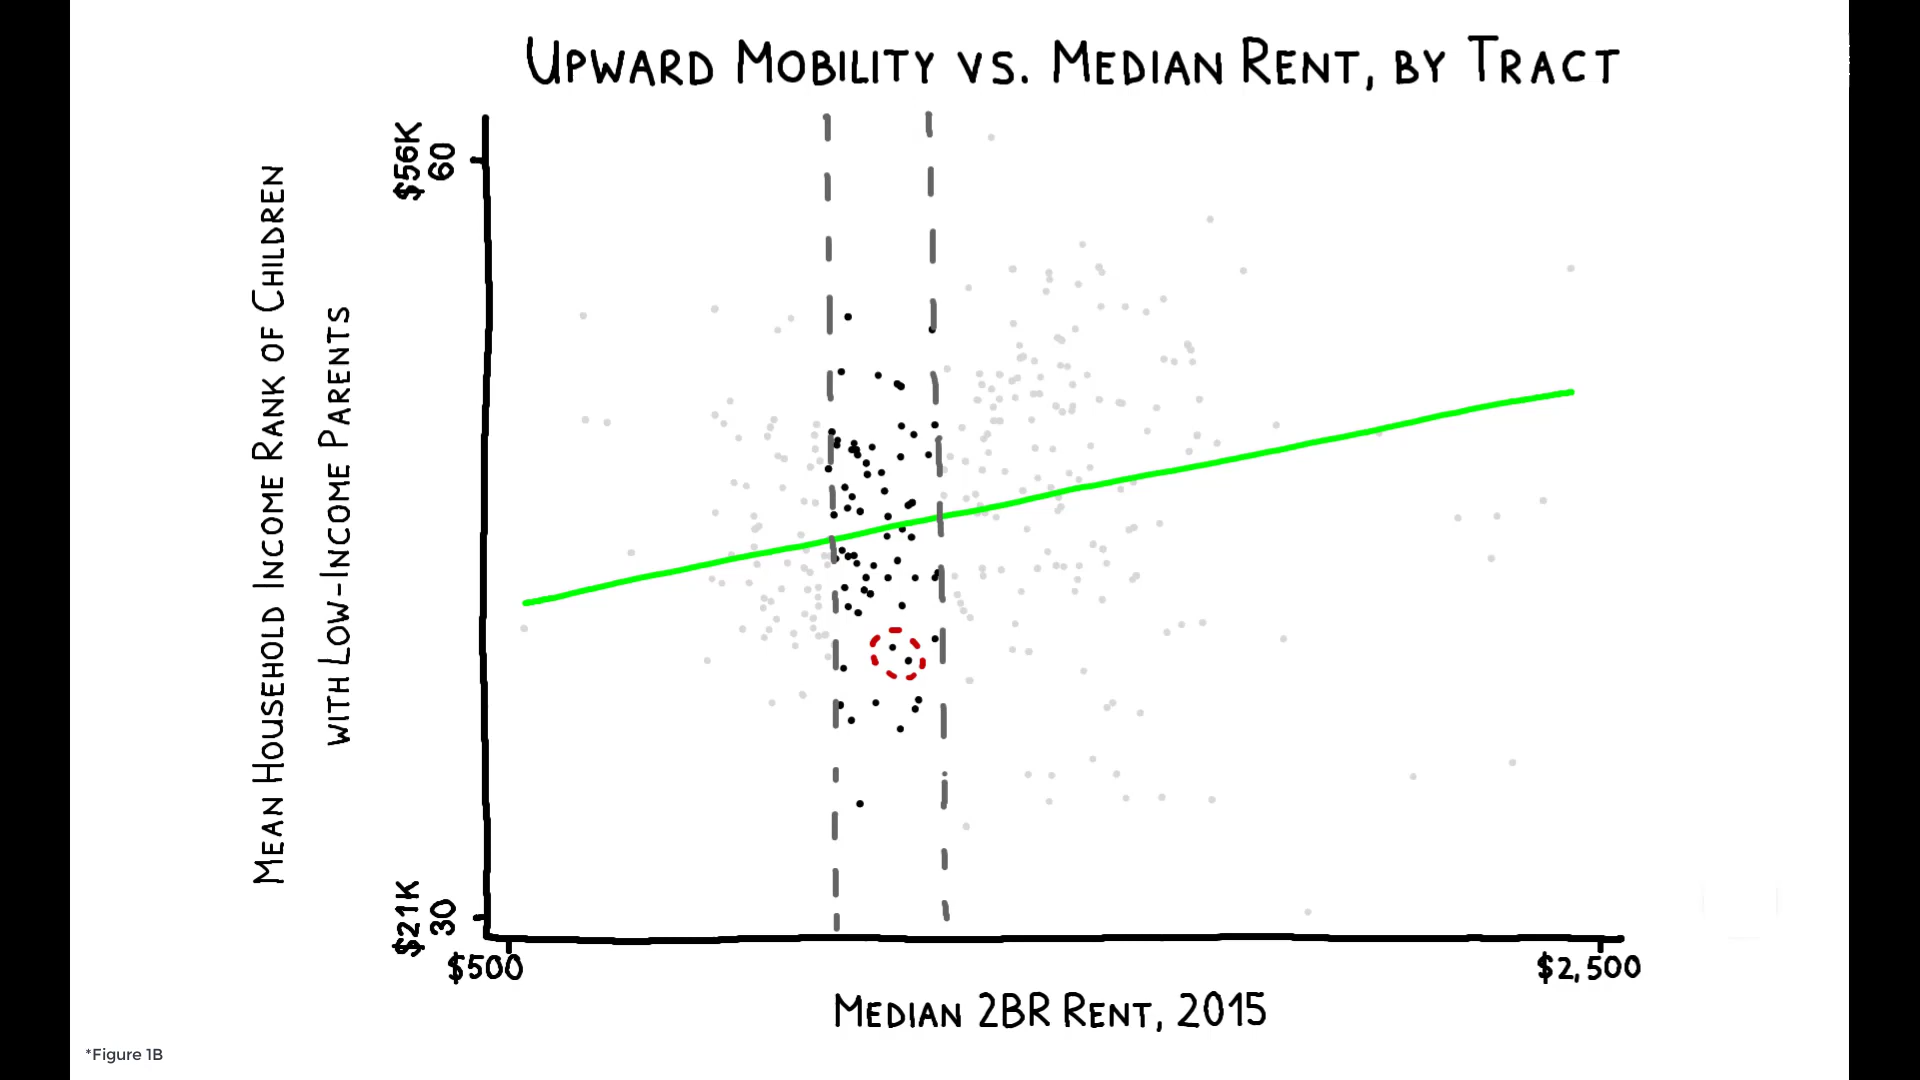 UPWARD MOBILITY VS. MEDIAN RENT, BY TRACT
MEAN HOUSEHOLD INCOME RANK OF CHILDREN
WITH LOW-INCOME PARENTS
$56K
60
$21K
30
$500
$2,500
MEDIAN 2BR RENT, 2015
*Figure 1B